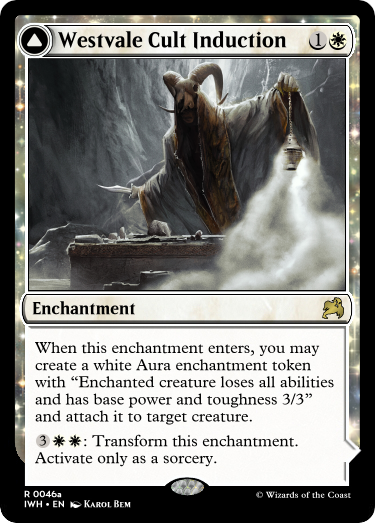 Westvale Cult Induction 1
Enchantment
When this enchantment enters, you may
create a white Aura enchantment token
with “Enchanted creature loses all abilities
and has base power and toughness 3/3”
and attach it to target creature.
3: Transform this enchantment.
Activate only as a sorcery.
R 0046a
IWH • EN KAROL BEM
© Wizards of the Coast